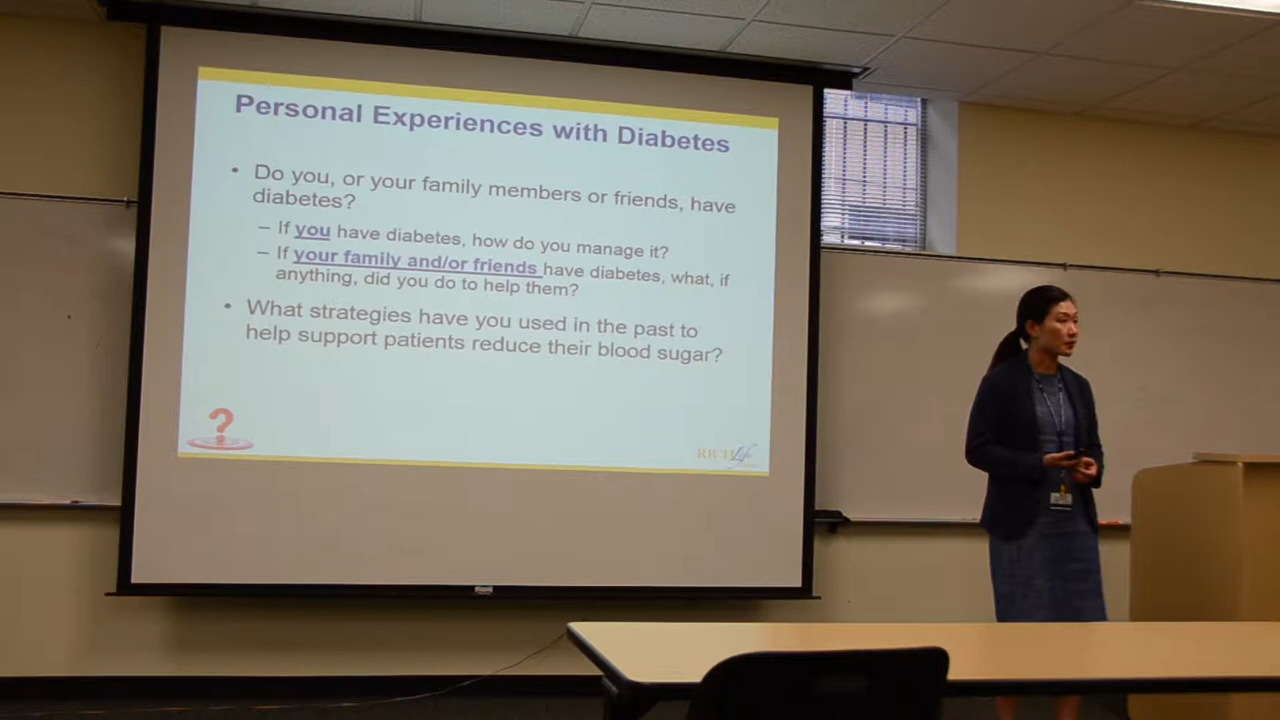 Personal Experiences with Diabetes
• Do you, or your family members or friends, have
diabetes?
– If you have diabetes, how do you manage it?
– If your family and/or friends have diabetes, what, if
anything, did you do to help them?
• What strategies have you used in the past to
help support patients reduce their blood sugar?
?
RICH Life